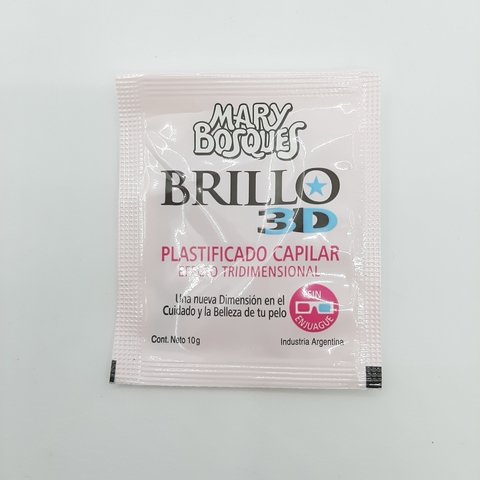 MARY
BOSQUES
BRILLO
3D
PLASTIFICADO CAPILAR
EFECTO TRIDIMENSIONAL
Una nueva Dimensión en el
Cuidado y la Belleza de tu pelo
SIN
ENJUAGUE
Cont. Neto 10g
Industria Argentina